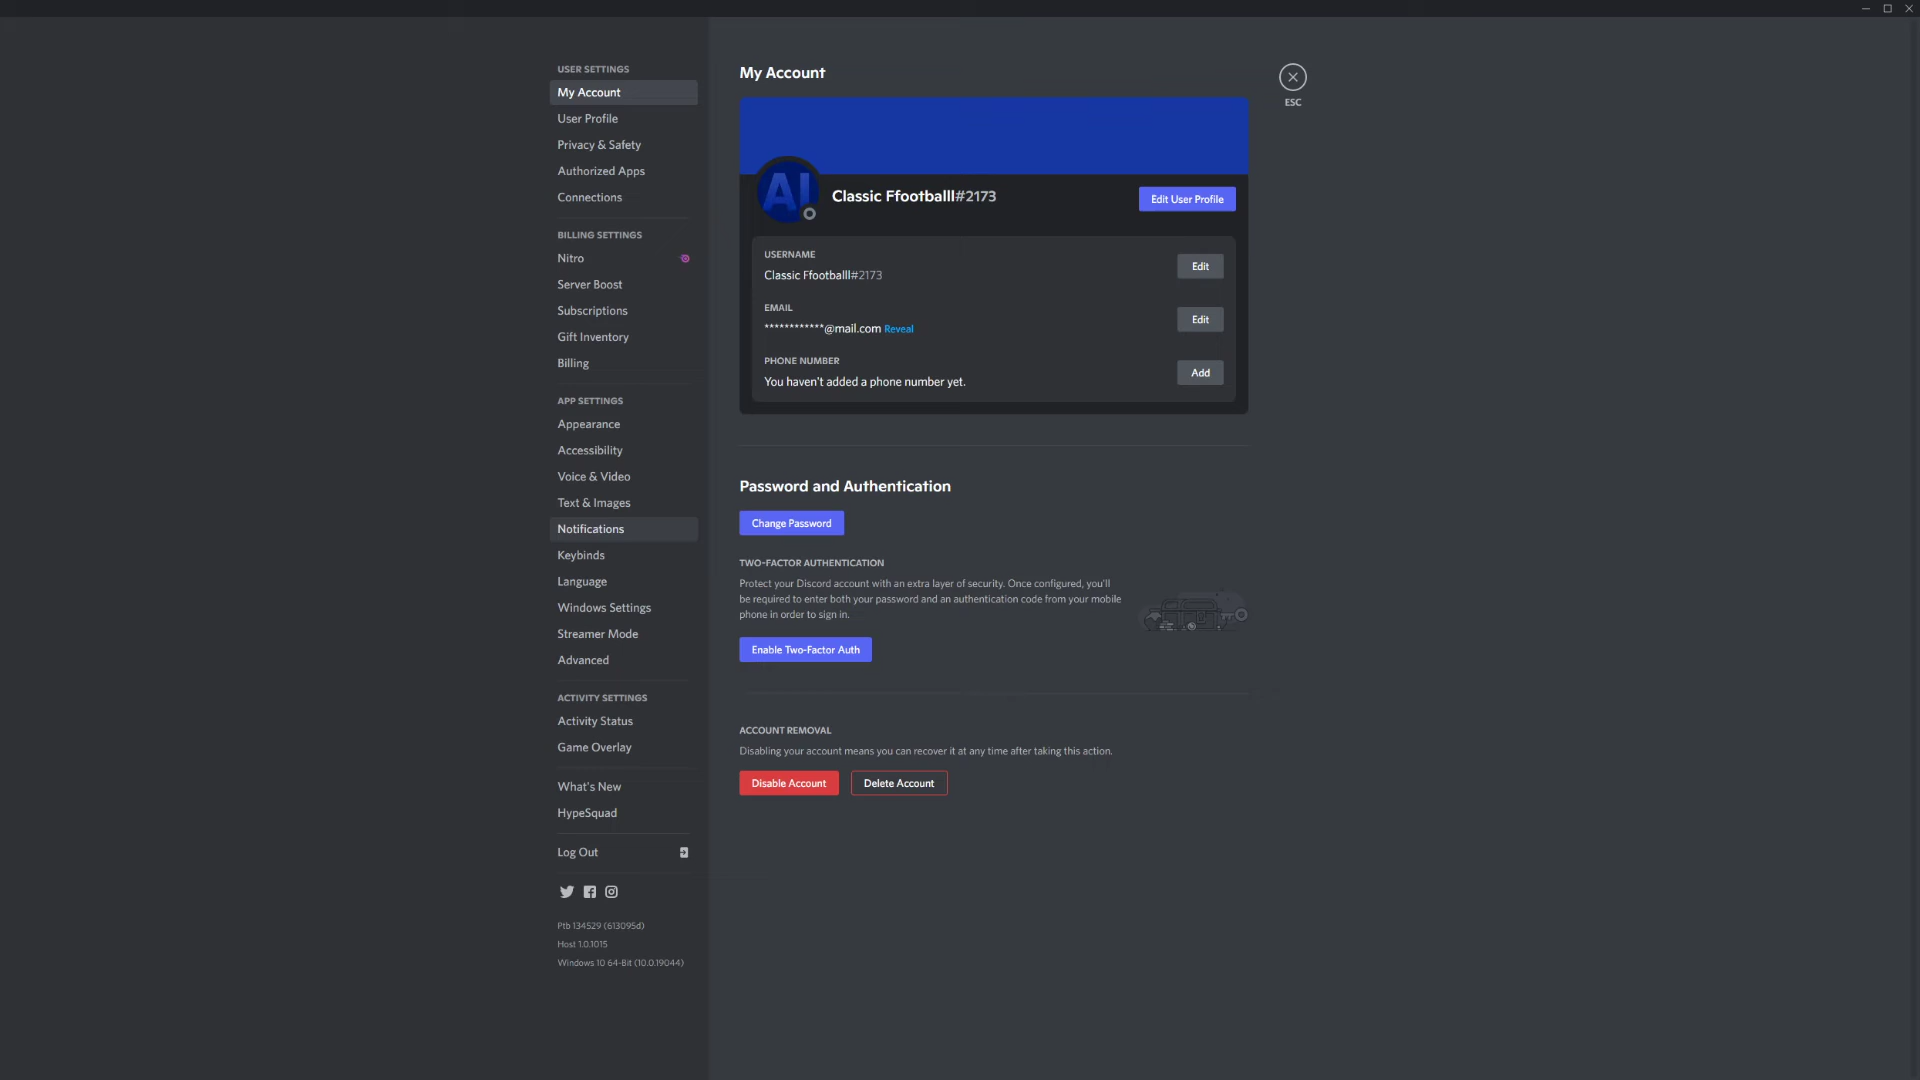 USER SETTINGS
My Account
User Profile
Privacy & Safety
Authorized Apps
Connections
BILLING SETTINGS
Nitro
Server Boost
Subscriptions
Gift Inventory
Billing
APP SETTINGS
Appearance
Accessibility
Voice & Video
Text & Images
Notifications
Keybinds
Language
Windows Settings
Streamer Mode
Advanced
ACTIVITY SETTINGS
Activity Status
Game Overlay
What's New
HypeSquad
Log Out
Ptb 134529 (613095d)
Host 1.0.1015
Windows 10 64-Bit (10.0.19044)
My Account
ESC
AI
Classic Ffootballl#2173
Edit User Profile
USERNAME
Classic Ffootballl#2173
Edit
EMAIL
************@mail.com Reveal
Edit
PHONE NUMBER
You haven't added a phone number yet.
Add
Password and Authentication
Change Password
TWO-FACTOR AUTHENTICATION
Protect your Discord account with an extra layer of security. Once configured, you'll
be required to enter both your password and an authentication code from your mobile
phone in order to sign in.
Enable Two-Factor Auth
ACCOUNT REMOVAL
Disabling your account means you can recover it at any time after taking this action.
Disable Account
Delete Account